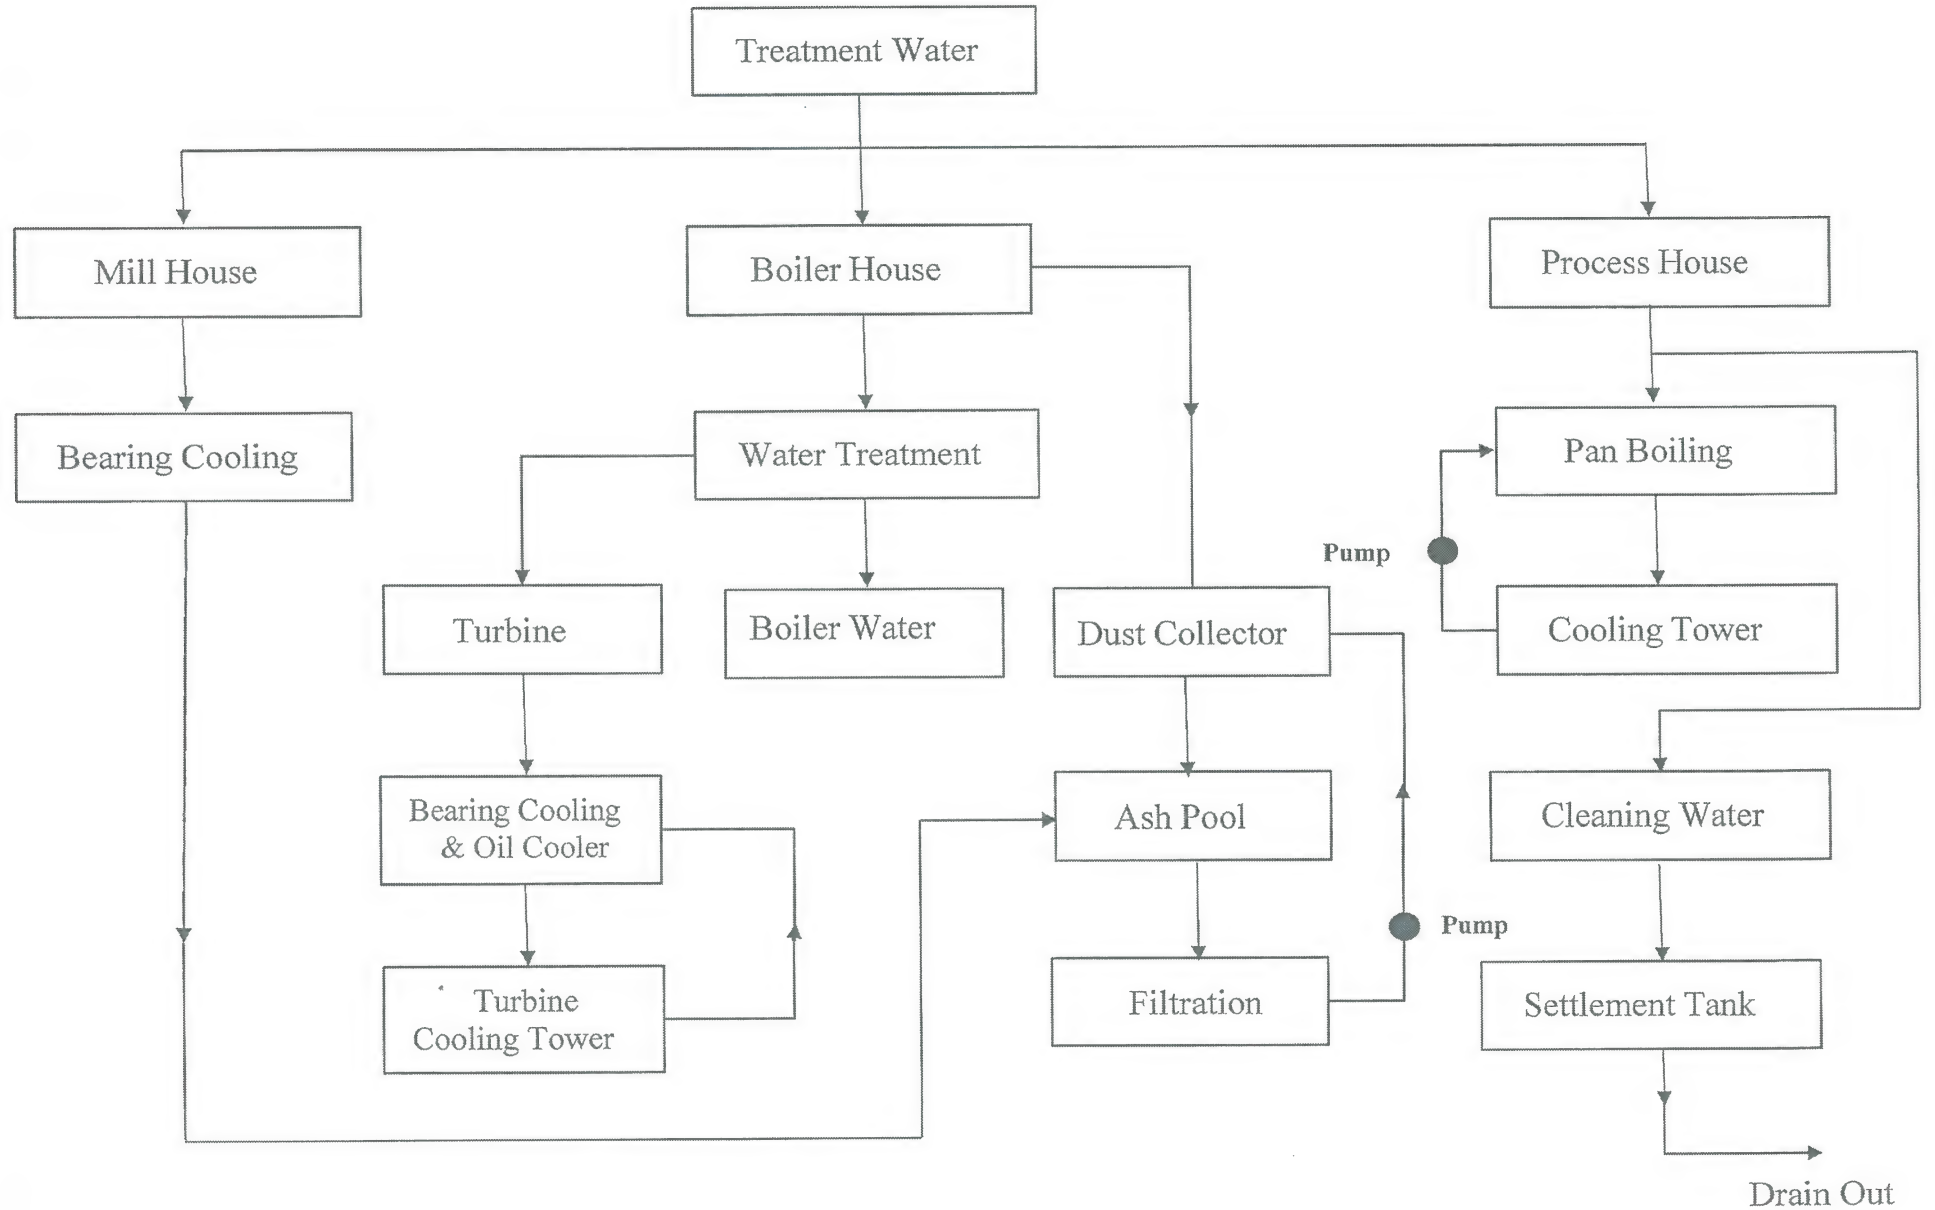 Treatment Water
Mill House
Boiler House
Process House
Bearing Cooling
Water Treatment
Pan Boiling
Pump
Turbine
Boiler Water
Dust Collector
Cooling Tower
Bearing Cooling
& Oil Cooler
Ash Pool
Cleaning Water
Pump
Turbine
Cooling Tower
Filtration
Settlement Tank
Drain Out